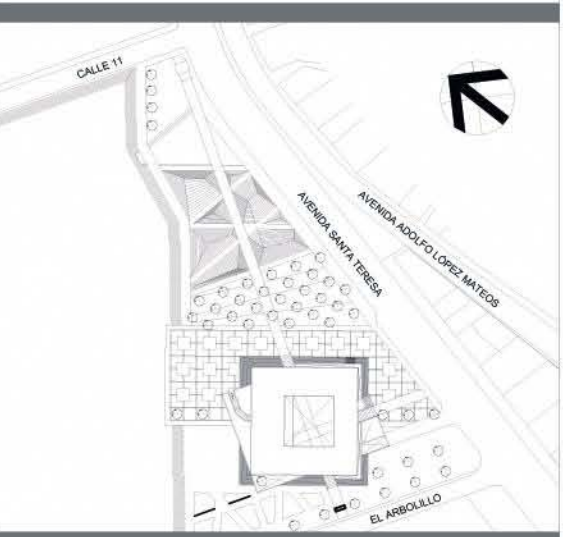 CALLE 11
AVENIDA SANTA TERESA
AVENIDA ADOLFO LÓPEZ MATEOS
EL ARBOLILLO